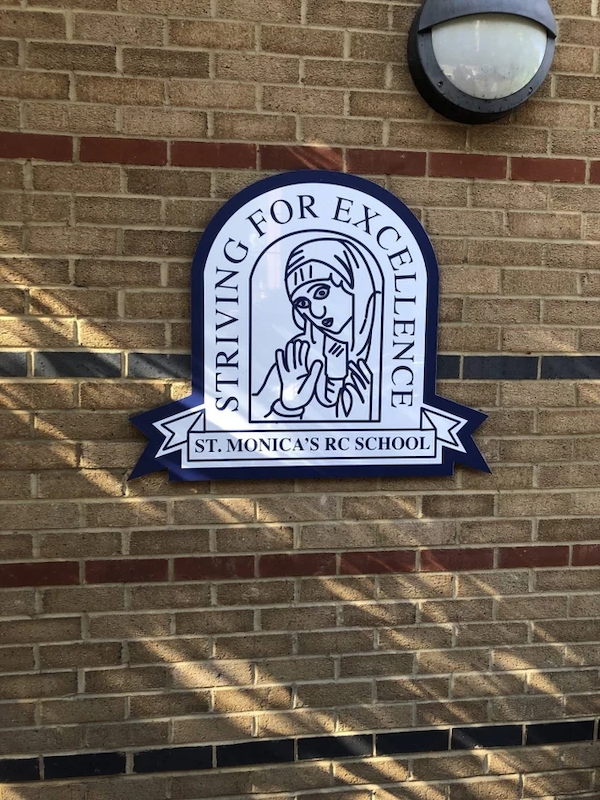 STRIVING FOR EXCELLENCE
ST. MONICA'S RC SCHOOL